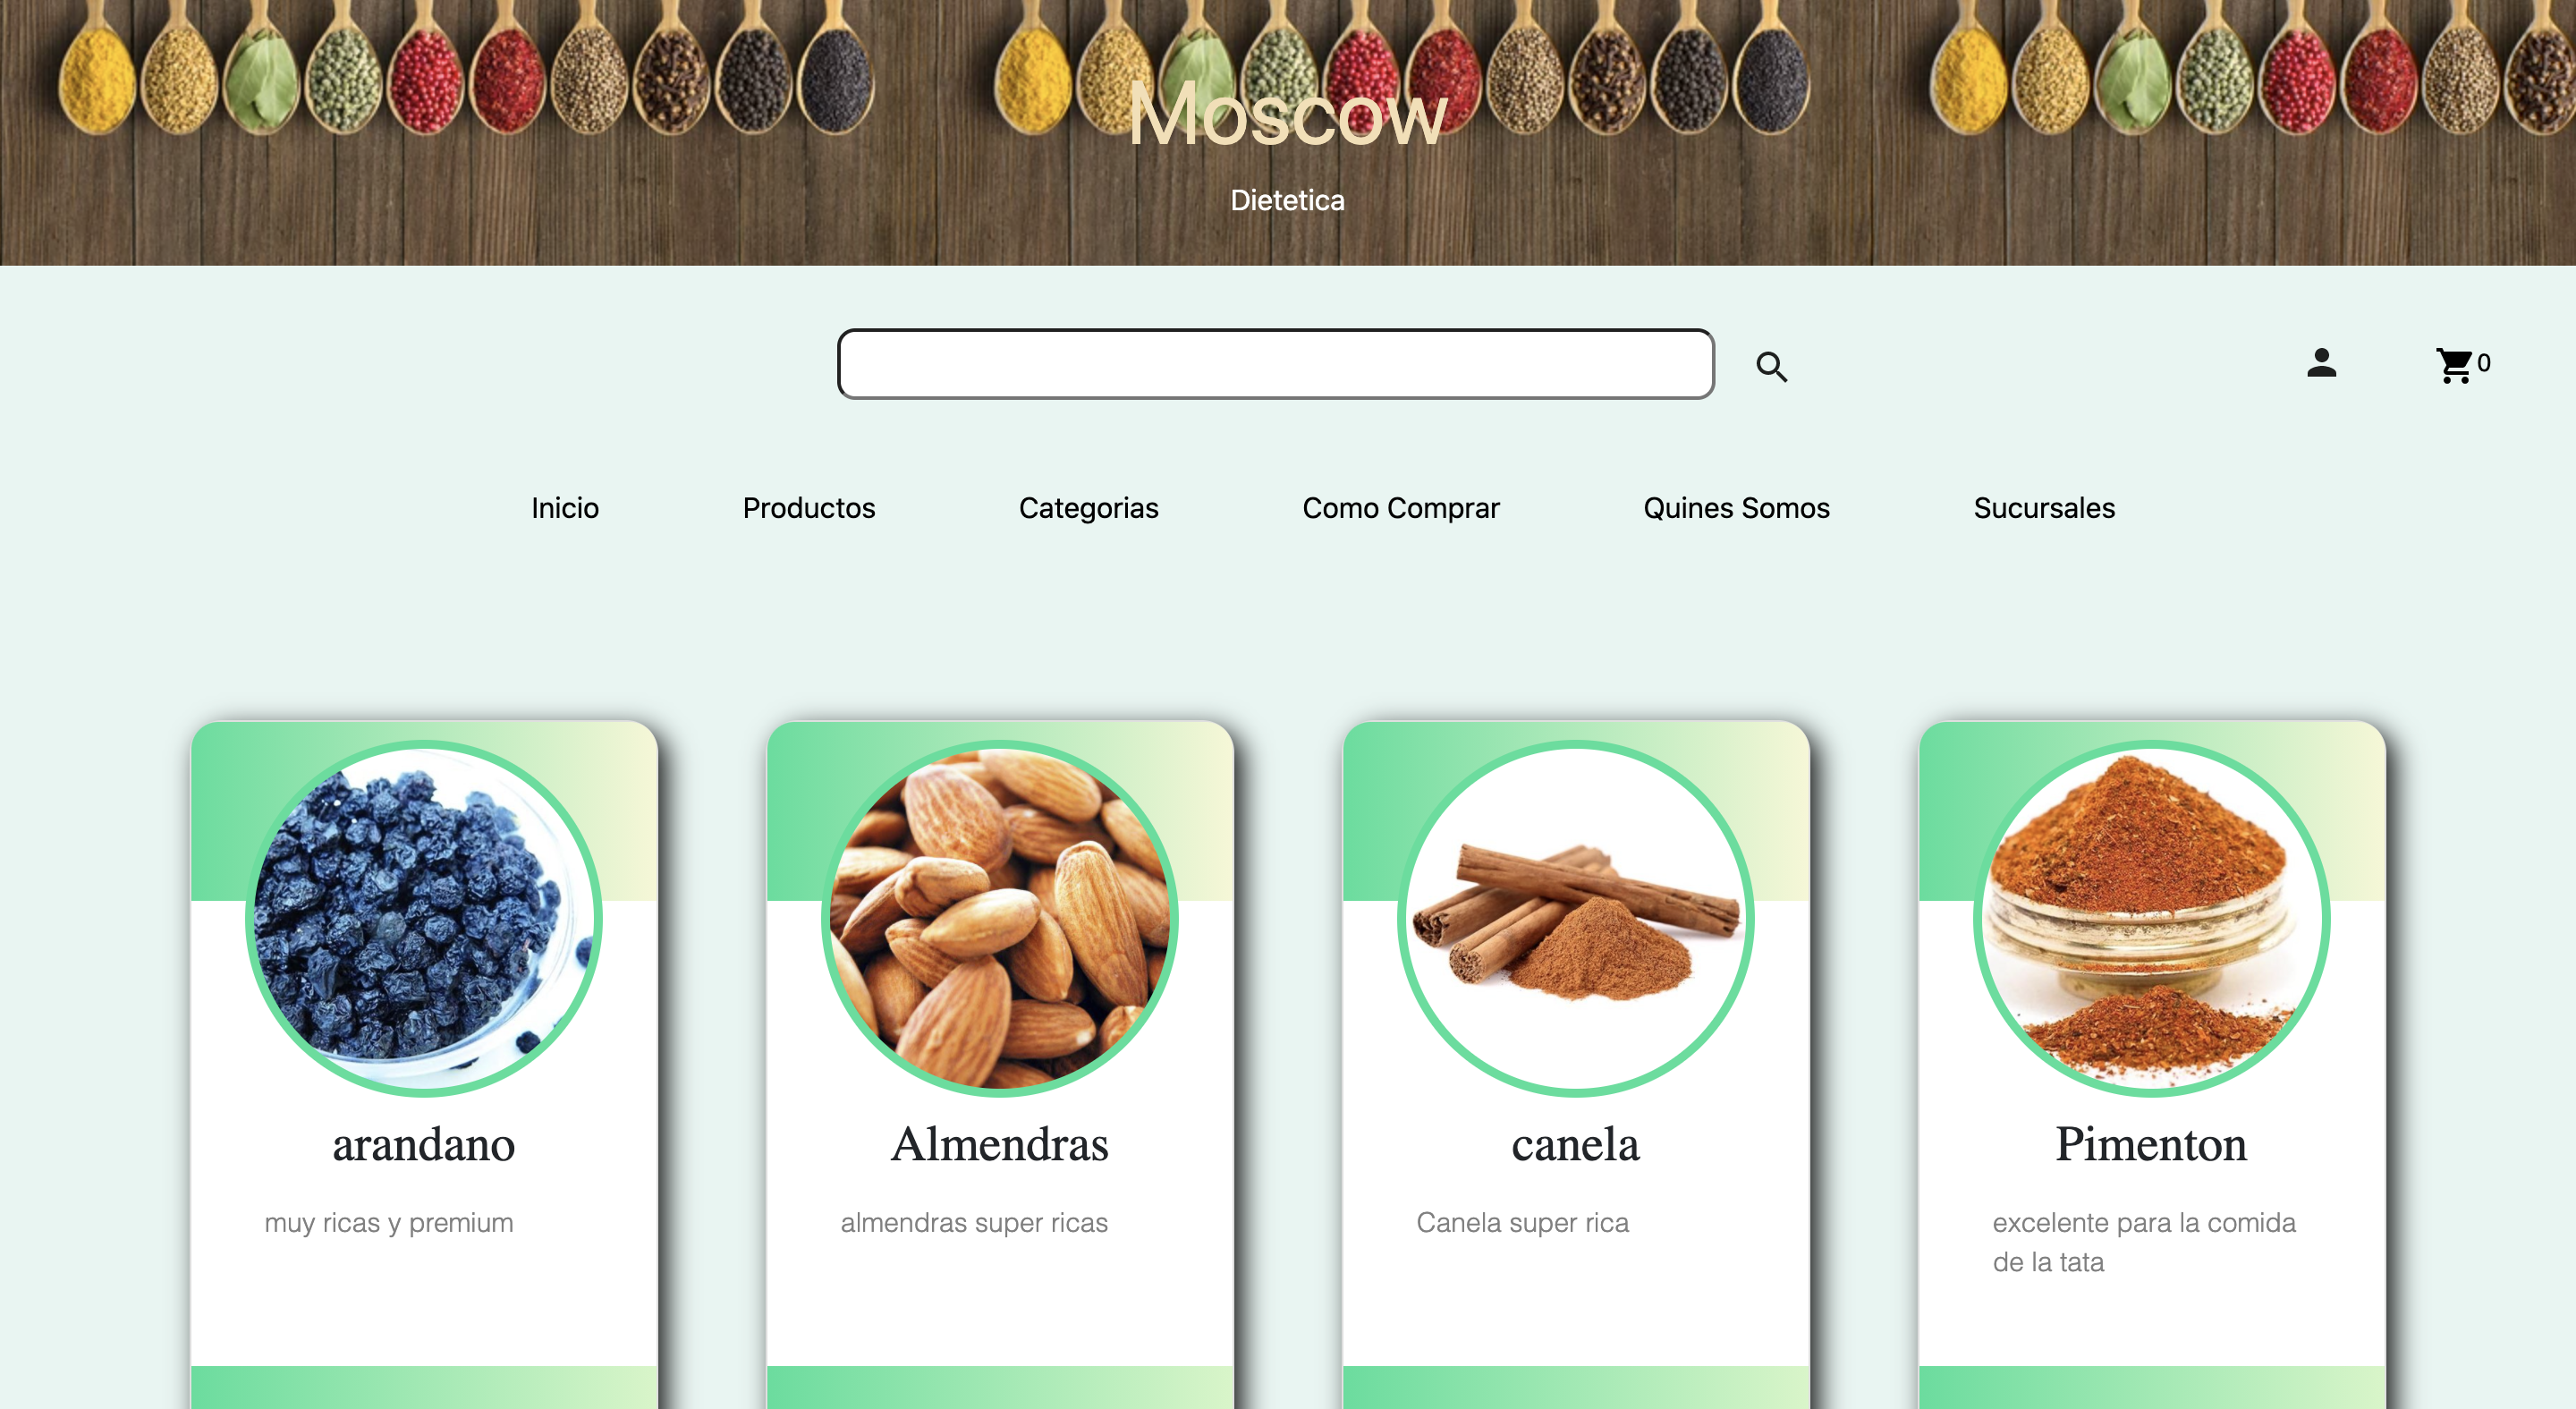 Moscow
Dietetica
0
Inicio Productos Categorias Como Comprar Quines Somos Sucursales
arandano
muy ricas y premium
Almendras
almendras super ricas
canela
Canela super rica
Pimenton
excelente para la comida
de la tata